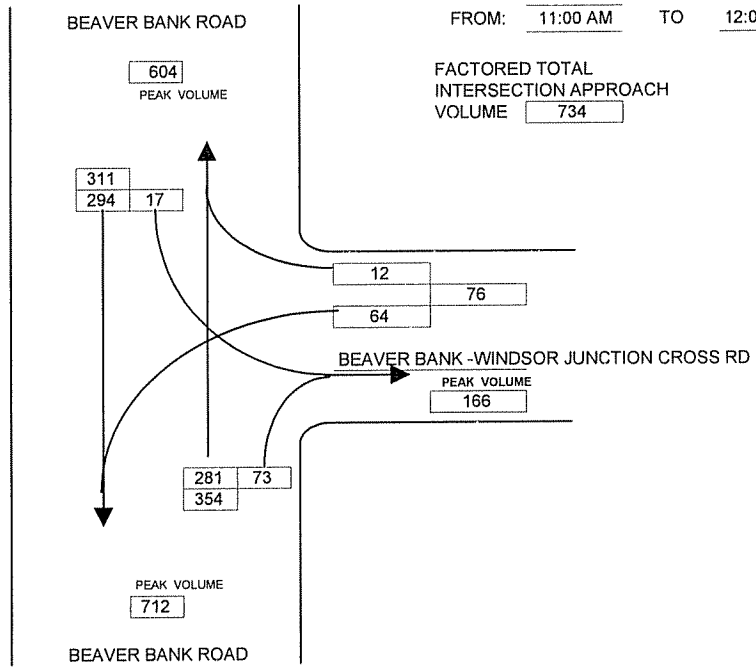 BEAVER BANK ROAD
FROM: 11:00 AM TO 12:0
604
PEAK VOLUME
FACTORED TOTAL
INTERSECTION APPROACH
VOLUME 734
311
294 17
12
76
64
BEAVER BANK -WINDSOR JUNCTION CROSS RD
PEAK VOLUME
166
281 73
354
PEAK VOLUME
712
BEAVER BANK ROAD